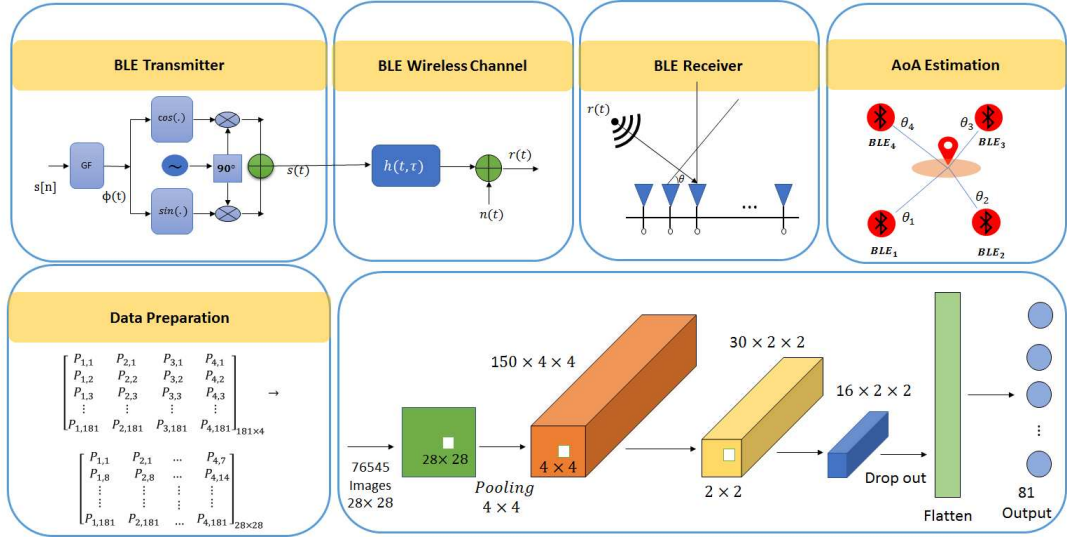 BLE Transmitter
cos(.)
GF
~
90°
s[n]
ϕ(t)
sin(.)
s(t)
BLE Wireless Channel
h(t,τ)
r(t)
n(t)
BLE Receiver
r(t)
θ
...
AoA Estimation
θ₄
θ₃
BLE₄
BLE₃
θ₁
θ₂
BLE₁
BLE₂
Data Preparation
P₁,₁ P₂,₁ P₃,₁ P₄,₁
P₁,₂ P₂,₂ P₃,₂ P₄,₂
P₁,₃ P₂,₃ P₃,₃ P₄,₃
⋮ ⋮ ⋮ ⋮
P₁,₁₈₁ P₂,₁₈₁ P₃,₁₈₁ P₄,₁₈₁
181×4
→
P₁,₁ P₂,₁ ... P₄,₇
P₁,₈ P₂,₈ ... P₄,₁₄
⋮ ⋮ ⋮ ⋮
⋮ ⋮ ⋮ ⋮
P₁,₁₈₁ P₂,₁₈₁ ... P₄,₁₈₁
28×28
76545
Images
28× 28
28× 28
Pooling
4 × 4
150 × 4 × 4
4 × 4
30 × 2 × 2
2 × 2
16 × 2 × 2
Drop out
Flatten
⋮
81
Output